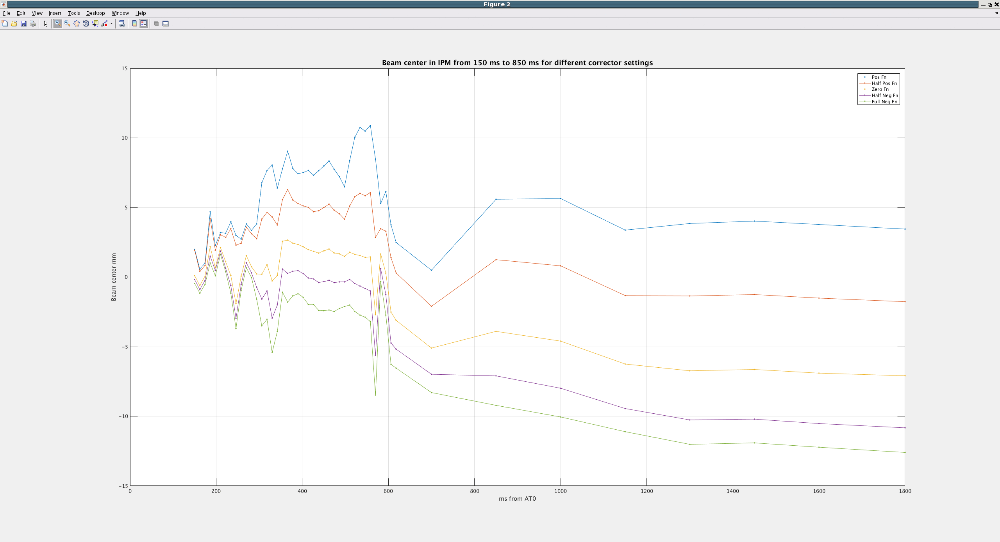 Figure 2
File Edit View Insert Tools Desktop Window Help
Beam center in IPM from 150 ms to 850 ms for different corrector settings
Pos Fn
Half Pos Fn
Zero Fn
Half Neg Fn
Full Neg Fn
15
10
5
0
-5
-10
-15
Beam center mm
0 200 400 600 800 1000 1200 1400 1600 1800
ms from AT0